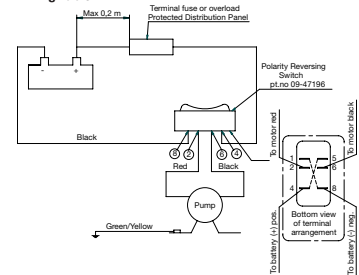 Max 0,2 m
Terminal fuse or overload
Protected Distribution Panel
- +
Polarity Reversing
Switch
pt.no 09-47196
Black
8 2 6 4
Red Black
Pump
Green/Yellow
To motor red
To motor black
1 5
2 6
4 8
Bottom view
of terminal
arrangement
To battery (+) pos.
To battery (-) neg.